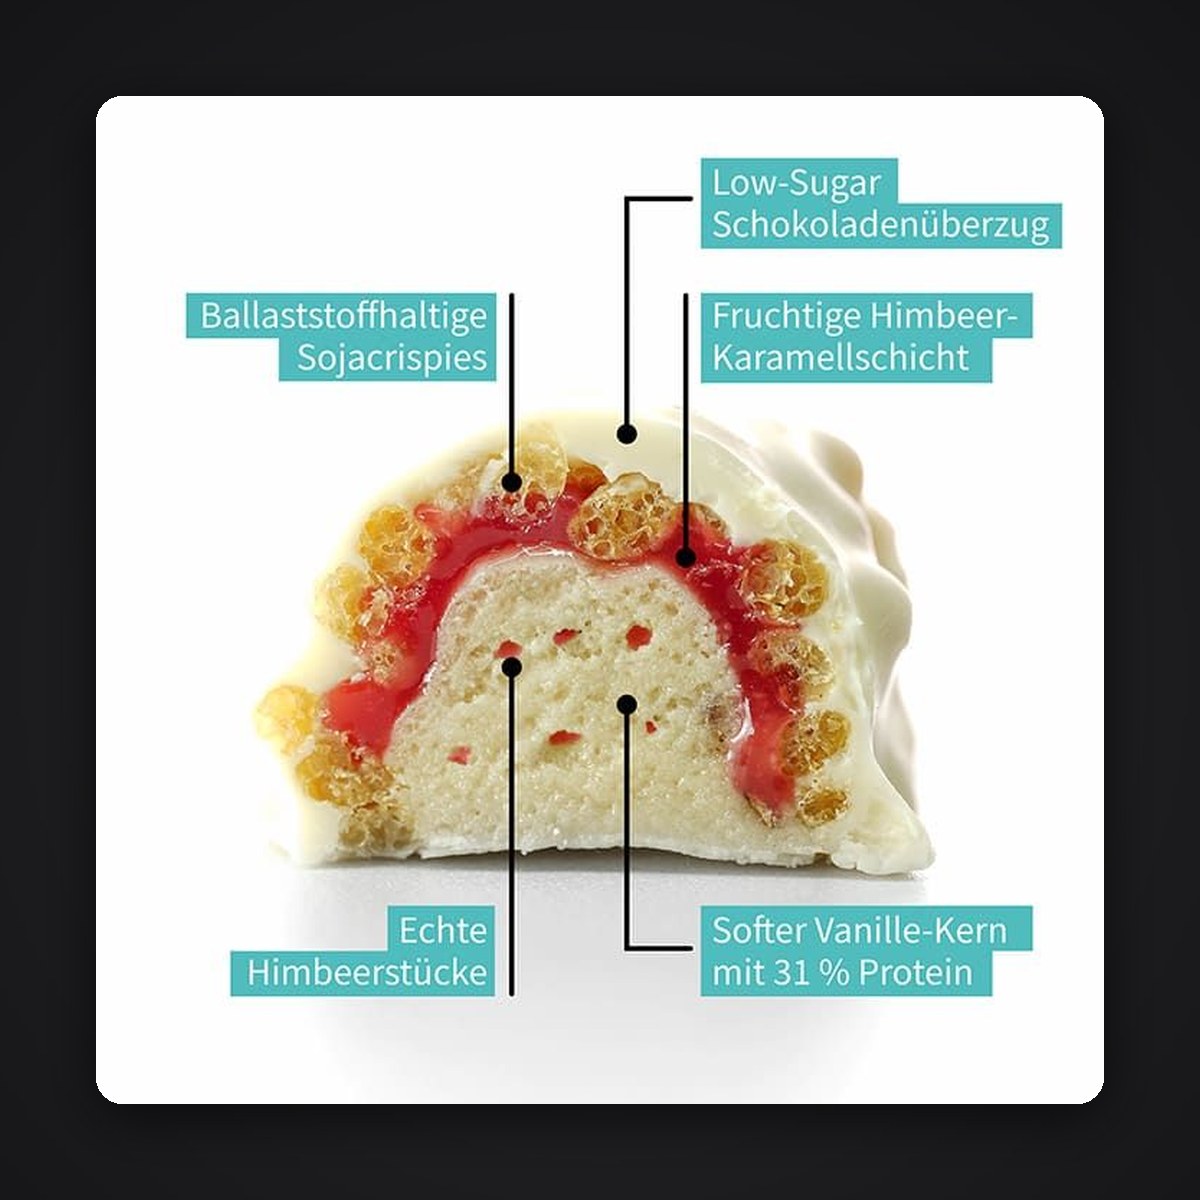 Low-Sugar
Schokoladenüberzug
Ballaststoffhaltige
Sojacrispies
Fruchtige Himbeer-
Karamellschicht
Echte
Himbeerstücke
Softer Vanille-Kern
mit 31 % Protein